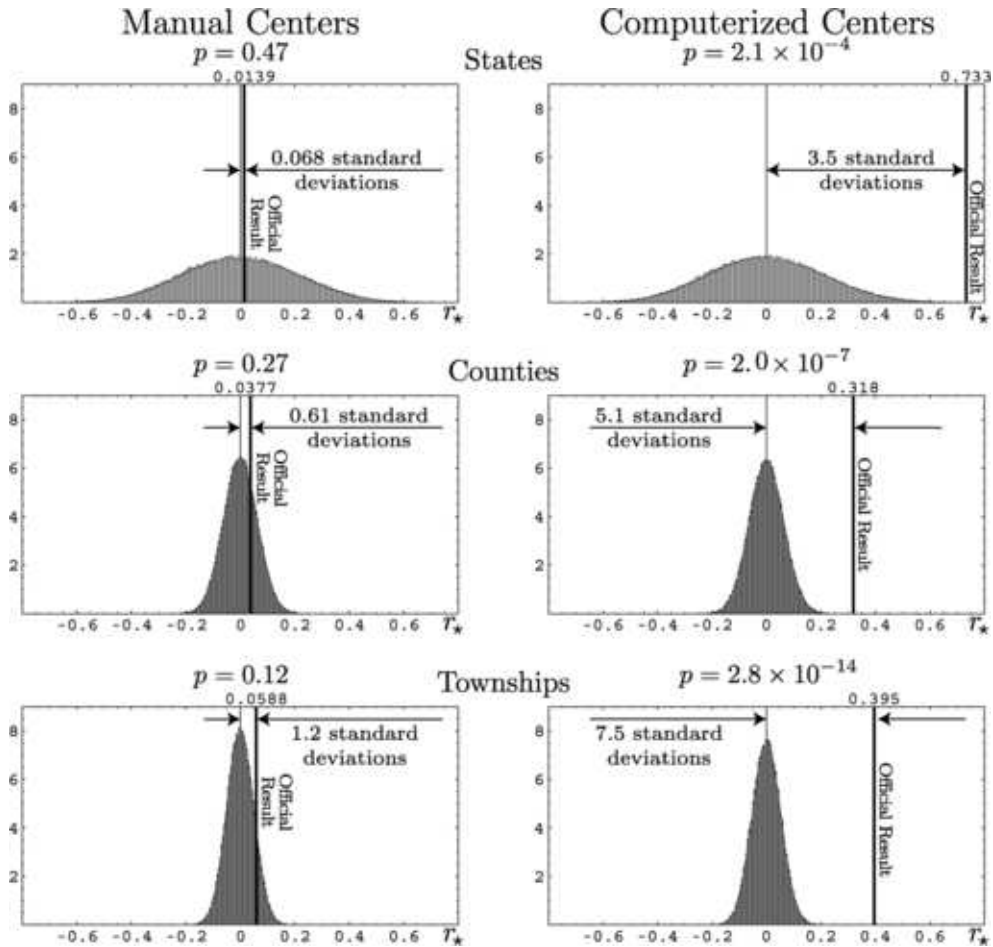 Manual Centers
Computerized Centers
p = 0.47
States
p = 2.1 × 10⁻⁴
0.0139
0.733
8
6
4
2
0.068 standard
deviations
Official
Result
-0.6 -0.4 -0.2 0 0.2 0.4 0.6 r⋆
8
6
4
2
3.5 standard
deviations
Official Result
-0.6 -0.4 -0.2 0 0.2 0.4 0.6 r⋆
p = 0.27
Counties
p = 2.0 × 10⁻⁷
0.0377
0.318
8
6
4
2
0.61 standard
deviations
Official
Result
-0.6 -0.4 -0.2 0 0.2 0.4 0.6 r⋆
8
6
4
2
5.1 standard
deviations
Official Result
-0.6 -0.4 -0.2 0 0.2 0.4 0.6 r⋆
p = 0.12
Townships
p = 2.8 × 10⁻¹⁴
0.0588
0.395
8
6
4
2
1.2 standard
deviations
Official
Result
-0.6 -0.4 -0.2 0 0.2 0.4 0.6 r⋆
8
6
4
2
7.5 standard
deviations
Official Result
-0.6 -0.4 -0.2 0 0.2 0.4 0.6 r⋆